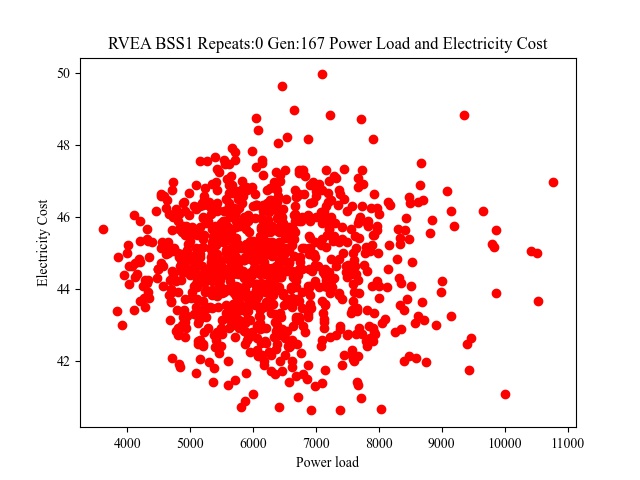 RVEA BSS1 Repeats:0 Gen:167 Power Load and Electricity Cost
50
48
46
44
42
Electricity Cost
4000 5000 6000 7000 8000 9000 10000 11000
Power load